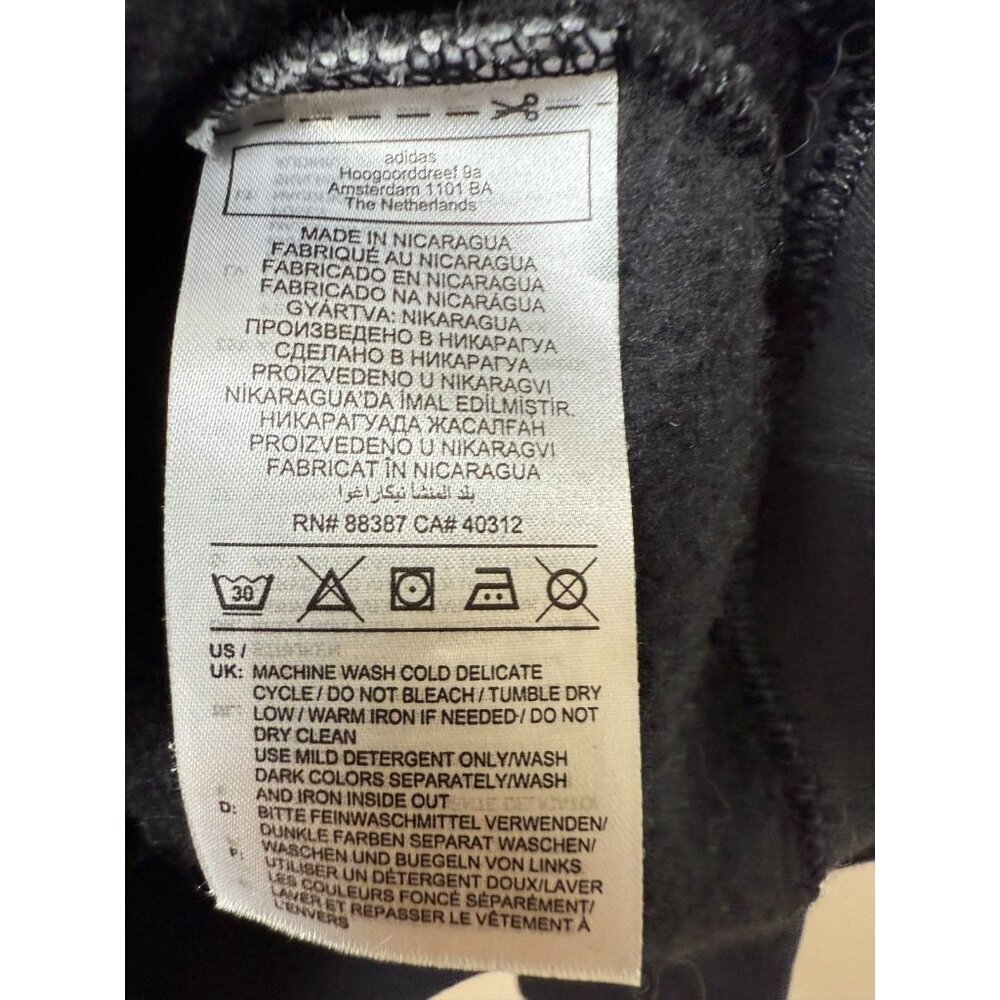 adidas
Hoogoorddreef 9a
Amsterdam 1101 BA
The Netherlands
MADE IN NICARAGUA
FABRIQUÉ AU NICARAGUA
FABRICADO EN NICARAGUA
FABRICADO NA NICARÁGUA
GYÁRTVA: NIKARAGUA
ПРОИЗВЕДЕНО В НИКАРАГУА
СДЕЛАНО В НИКАРАГУА
PROIZVEDENO U NIKARAGVI
NİKARAGUA'DA İMAL EDİLMİŞTİR.
НИКАРАГУАДА ЖАСАЛҒАН
PROIZVEDENO U NIKARAGVI
FABRICAT ÎN NICARAGUA
بلد المنشأ نيكاراغوا
RN# 88387 CA# 40312
30
US /
UK: MACHINE WASH COLD DELICATE
CYCLE / DO NOT BLEACH / TUMBLE DRY
LOW / WARM IRON IF NEEDED / DO NOT
DRY CLEAN
USE MILD DETERGENT ONLY/WASH
DARK COLORS SEPARATELY/WASH
AND IRON INSIDE OUT
D: BITTE FEINWASCHMITTEL VERWENDEN/
DUNKLE FARBEN SEPARAT WASCHEN/
WASCHEN UND BUEGELN VON LINKS
F: UTILISER UN DÉTERGENT DOUX/LAVER
LES COULEURS FONCÉ SÉPARÉMENT/
LAVER ET REPASSER LE VÊTEMENT À
L'ENVERS